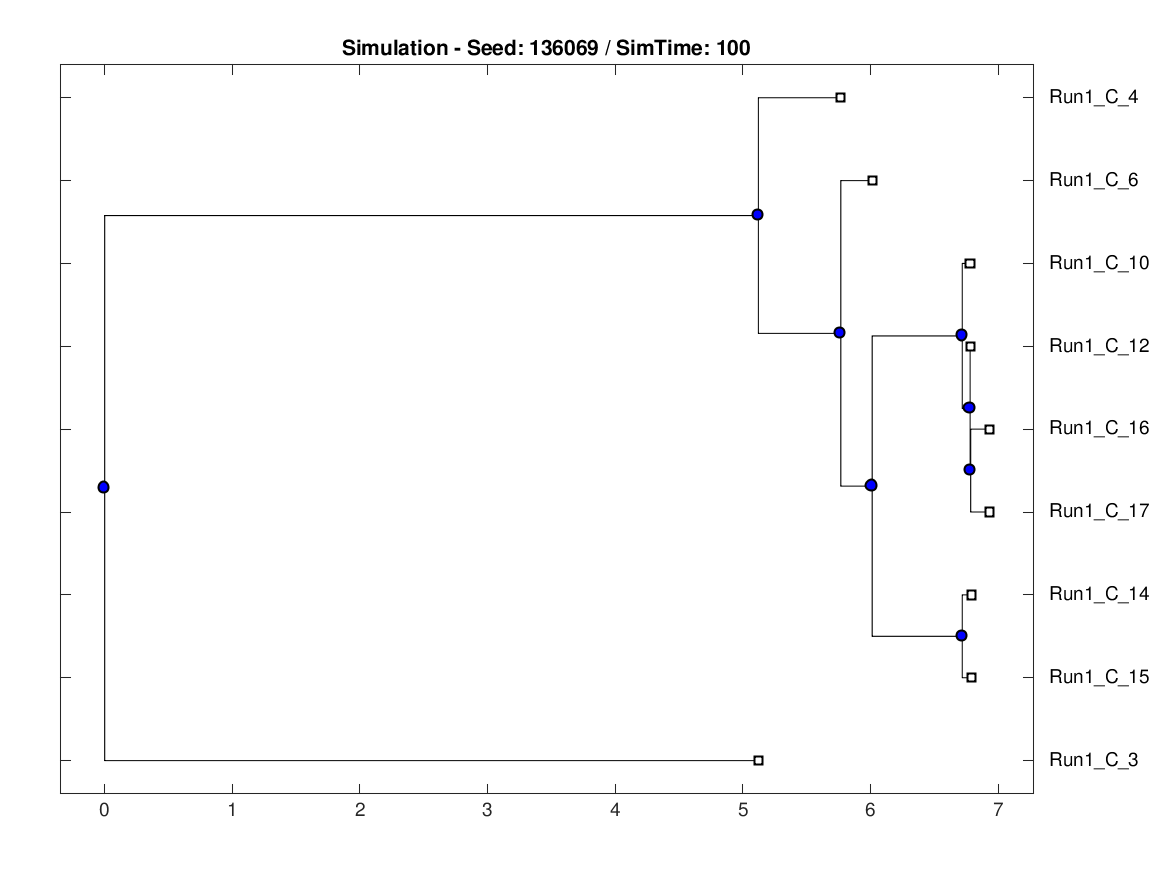 Simulation - Seed: 136069 / SimTime: 100
Run1_C_4
Run1_C_6
Run1_C_10
Run1_C_12
Run1_C_16
Run1_C_17
Run1_C_14
Run1_C_15
Run1_C_3
0 1 2 3 4 5 6 7